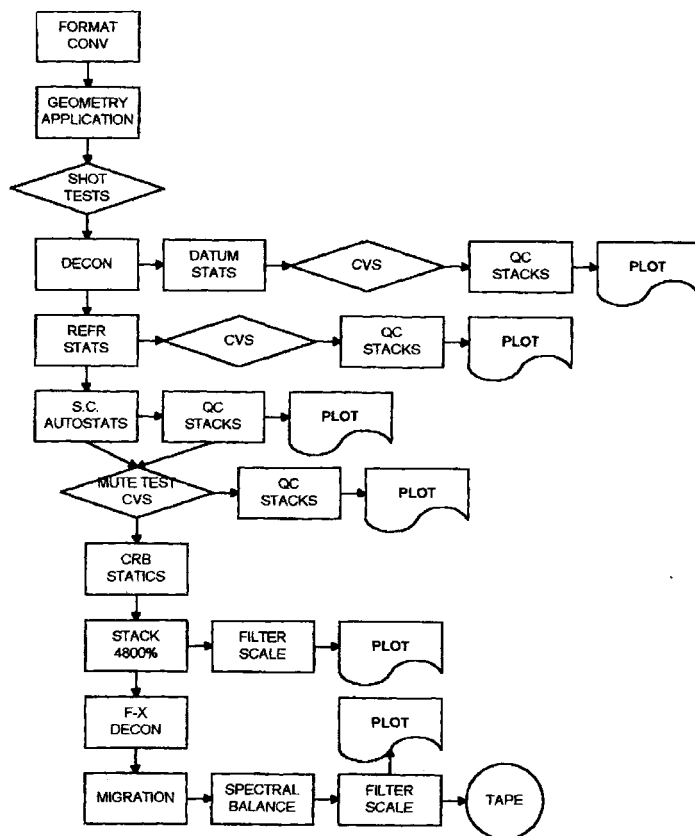 FORMAT
CONV
GEOMETRY
APPLICATION
SHOT
TESTS
DECON
DATUM
STATS
CVS
QC
STACKS
PLOT
REFR
STATS
CVS
QC
STACKS
PLOT
S.C.
AUTOSTATS
QC
STACKS
PLOT
MUTE TEST
CVS
QC
STACKS
PLOT
CRB
STATICS
STACK
4800%
FILTER
SCALE
PLOT
F-X
DECON
PLOT
MIGRATION
SPECTRAL
BALANCE
FILTER
SCALE
TAPE